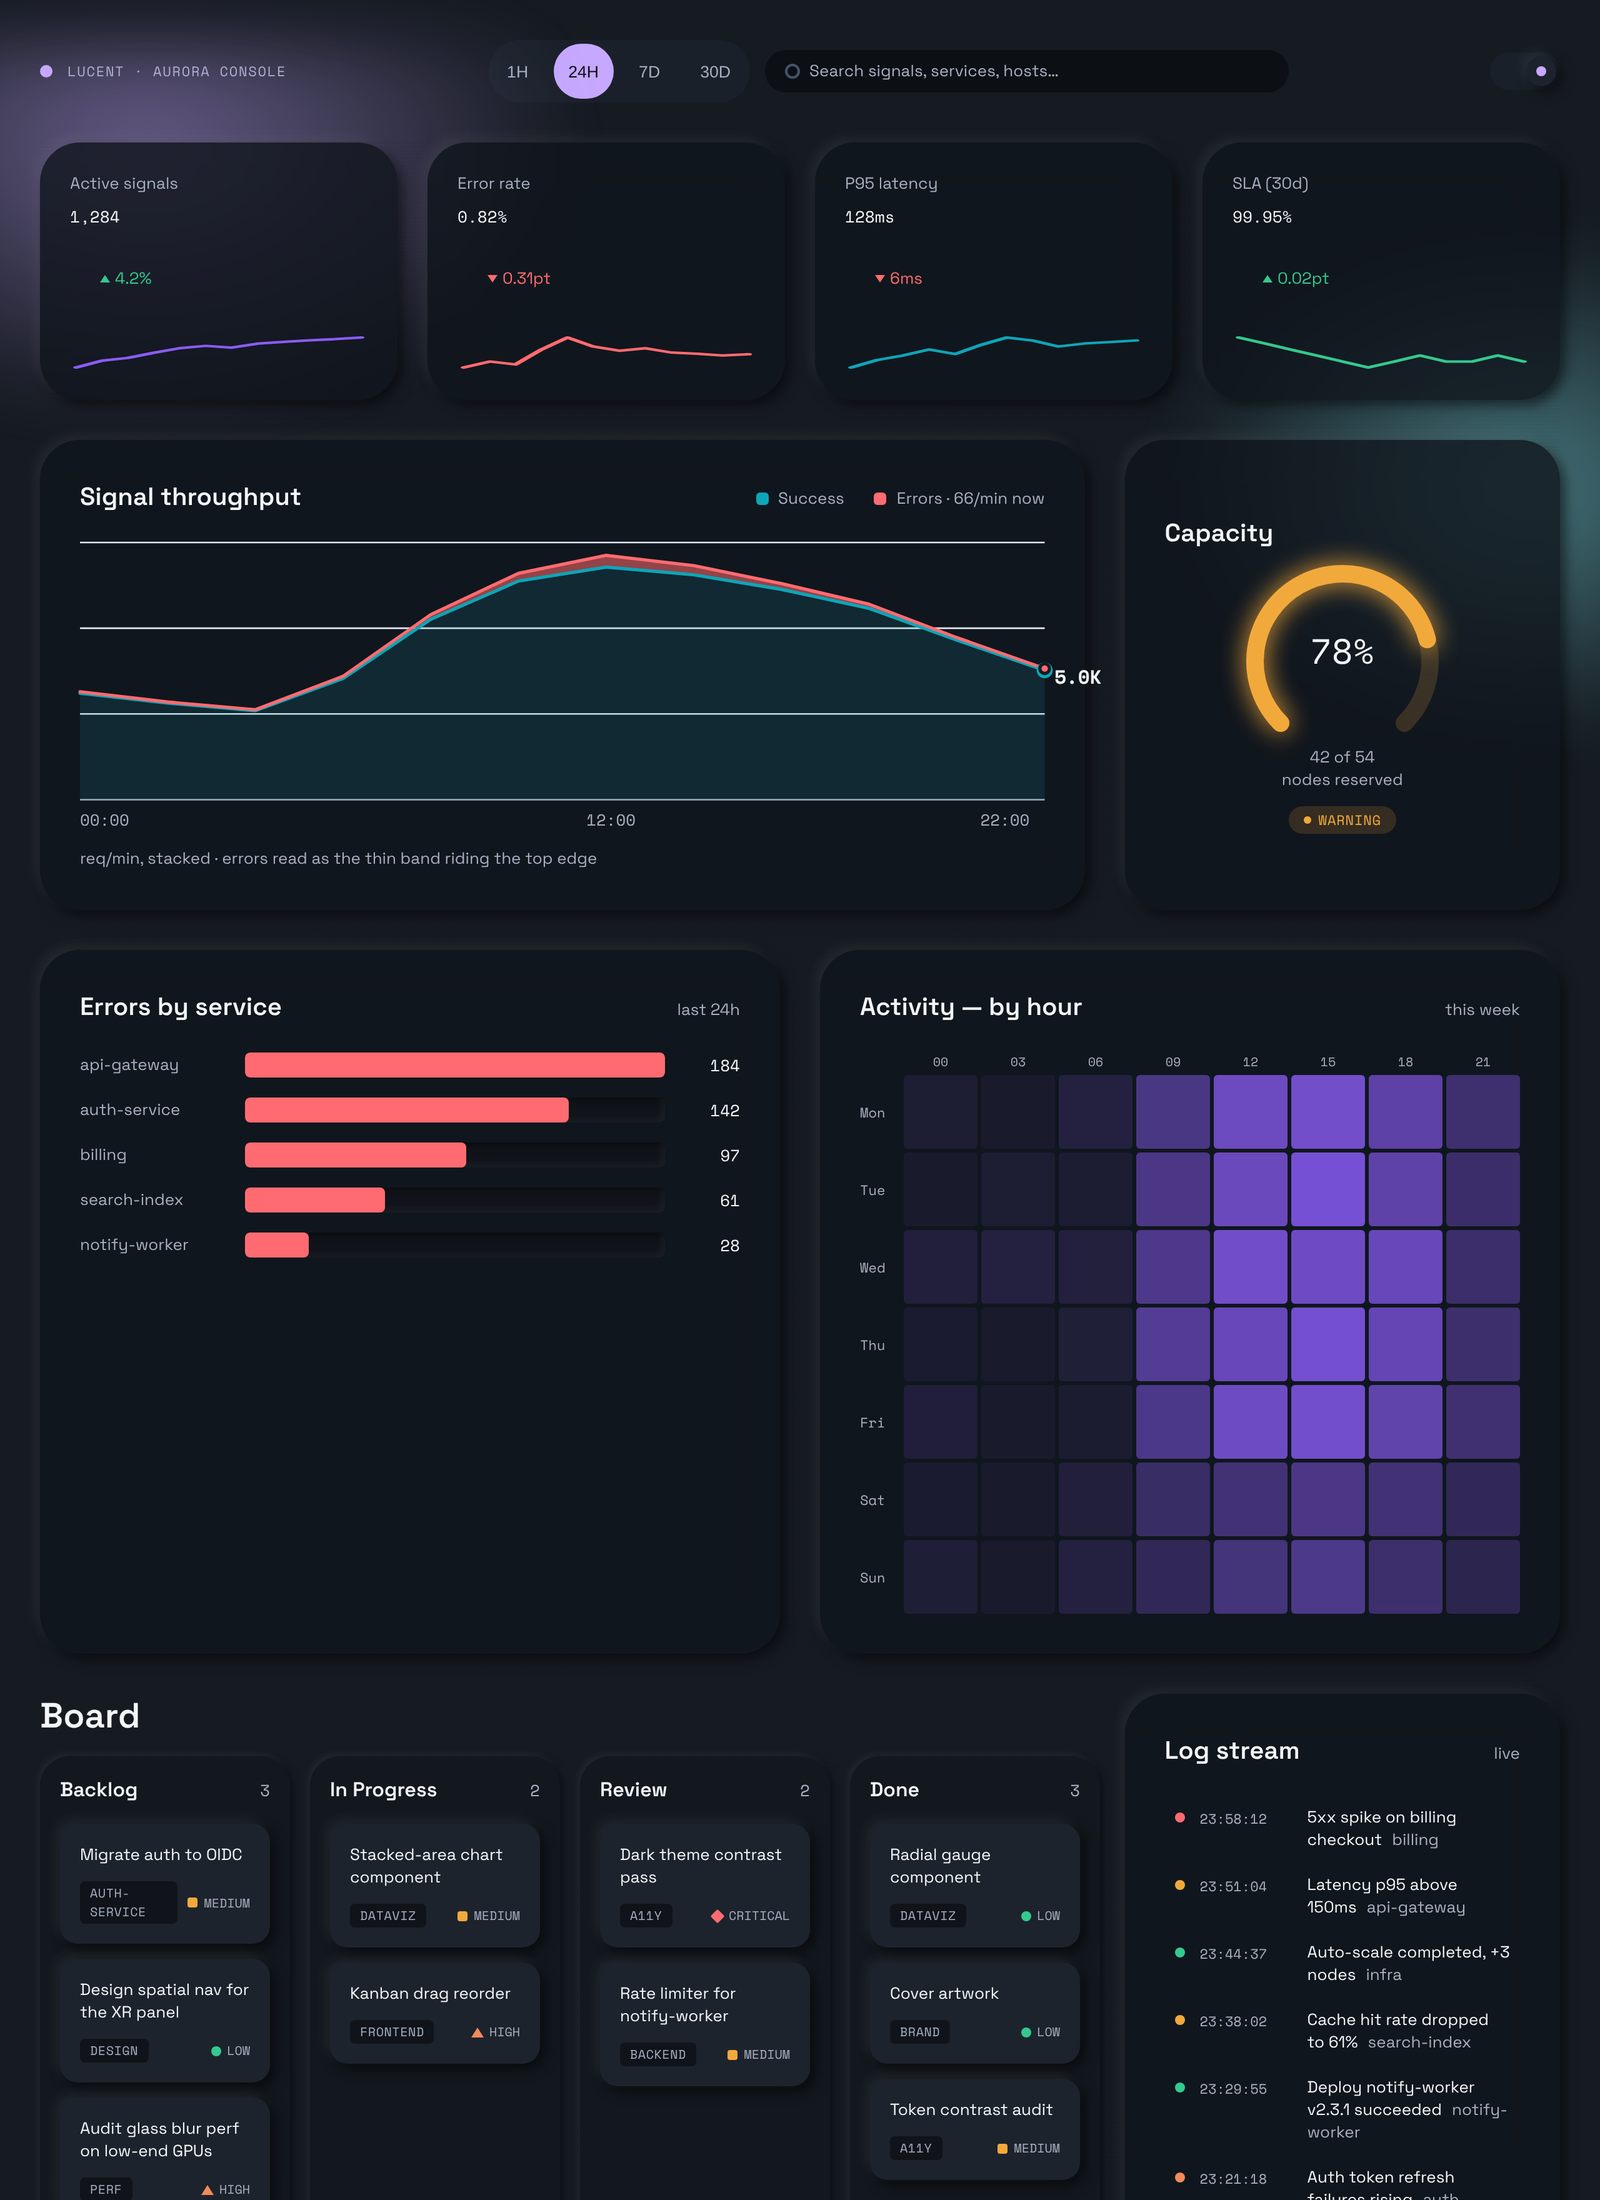 LUCENT · AURORA CONSOLE
1H 24H 7D 30D
Search signals, services, hosts…
Active signals
1,284
4.2%
Error rate
0.82%
0.31pt
P95 latency
128ms
6ms
SLA (30d)
99.95%
0.02pt
Signal throughput
Success
Errors · 66/min now
5.0K
00:00 12:00 22:00
req/min, stacked · errors read as the thin band riding the top edge
Capacity
78%
42 of 54
nodes reserved
WARNING
Errors by service
last 24h
api-gateway 184
auth-service 142
billing 97
search-index 61
notify-worker 28
Activity — by hour
this week
00 03 06 09 12 15 18 21
Mon
Tue
Wed
Thu
Fri
Sat
Sun
Board
Backlog 3
Migrate auth to OIDC
AUTH-
SERVICE
MEDIUM
Design spatial nav for
the XR panel
DESIGN
LOW
Audit glass blur perf
on low-end GPUs
PERF
HIGH
In Progress 2
Stacked-area chart
component
DATAVIZ
MEDIUM
Kanban drag reorder
FRONTEND
HIGH
Review 2
Dark theme contrast
pass
A11Y
CRITICAL
Rate limiter for
notify-worker
BACKEND
MEDIUM
Done 3
Radial gauge
component
DATAVIZ
LOW
Cover artwork
BRAND
LOW
Token contrast audit
A11Y
MEDIUM
Log stream
live
23:58:12 5xx spike on billing
checkout billing
23:51:04 Latency p95 above
150ms api-gateway
23:44:37 Auto-scale completed, +3
nodes infra
23:38:02 Cache hit rate dropped
to 61% search-index
23:29:55 Deploy notify-worker
v2.3.1 succeeded notify-
worker
23:21:18 Auth token refresh
failures rising auth-